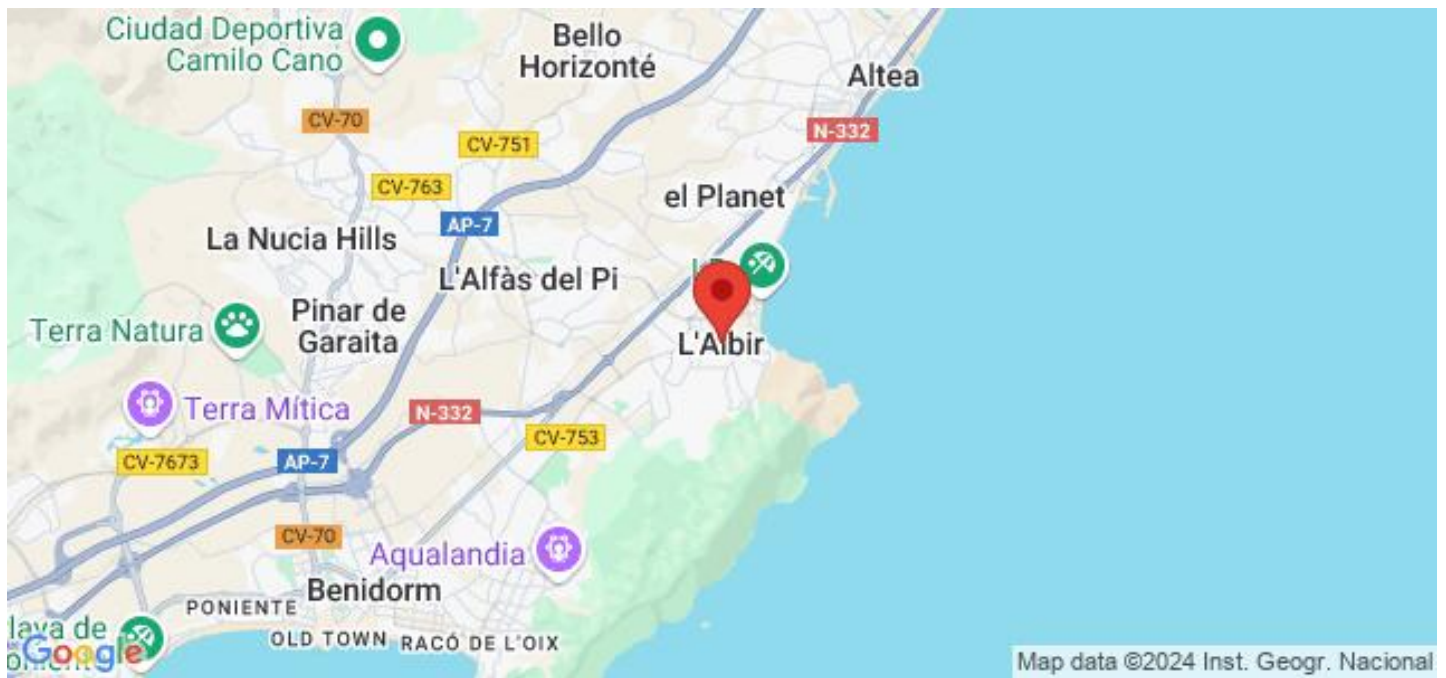 Ciudad Deportiva
Camilo Cano
Bello
Horizonté
Altea
CV-70
N-332
CV-751
CV-763
el Planet
AP-7
La Nucia Hills
L'Alfàs del Pi
Pinar de
Garaita
Terra Natura
L'Albir
Terra Mítica
N-332
CV-753
CV-7673
AP-7
CV-70
Aqualandia
Benidorm
PONIENTE
OLD TOWN
RACÓ DE L'OIX
laya de
Google
Map data ©2024 Inst. Geogr. Nacional